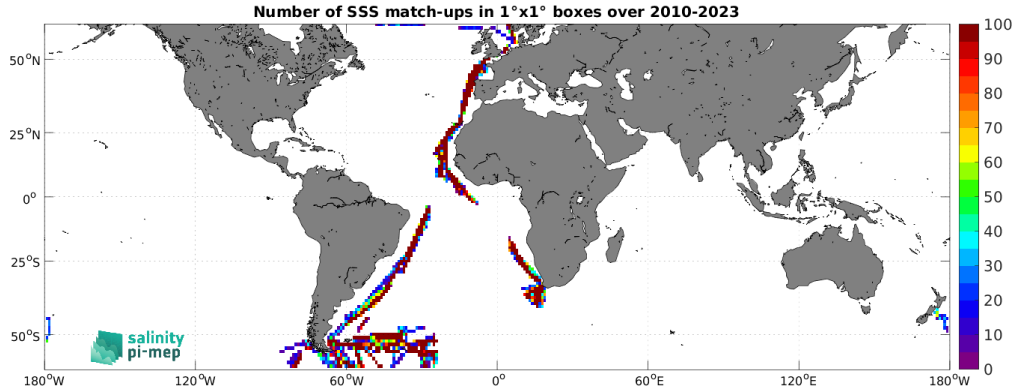 Number of SSS match-ups in 1°x1° boxes over 2010-2023
50°N
25°N
0°
25°S
50°S
180°W
120°W
60°W
0°
60°E
120°E
180°W
100
90
80
70
60
50
40
30
20
10
0
salinity
pi-mep